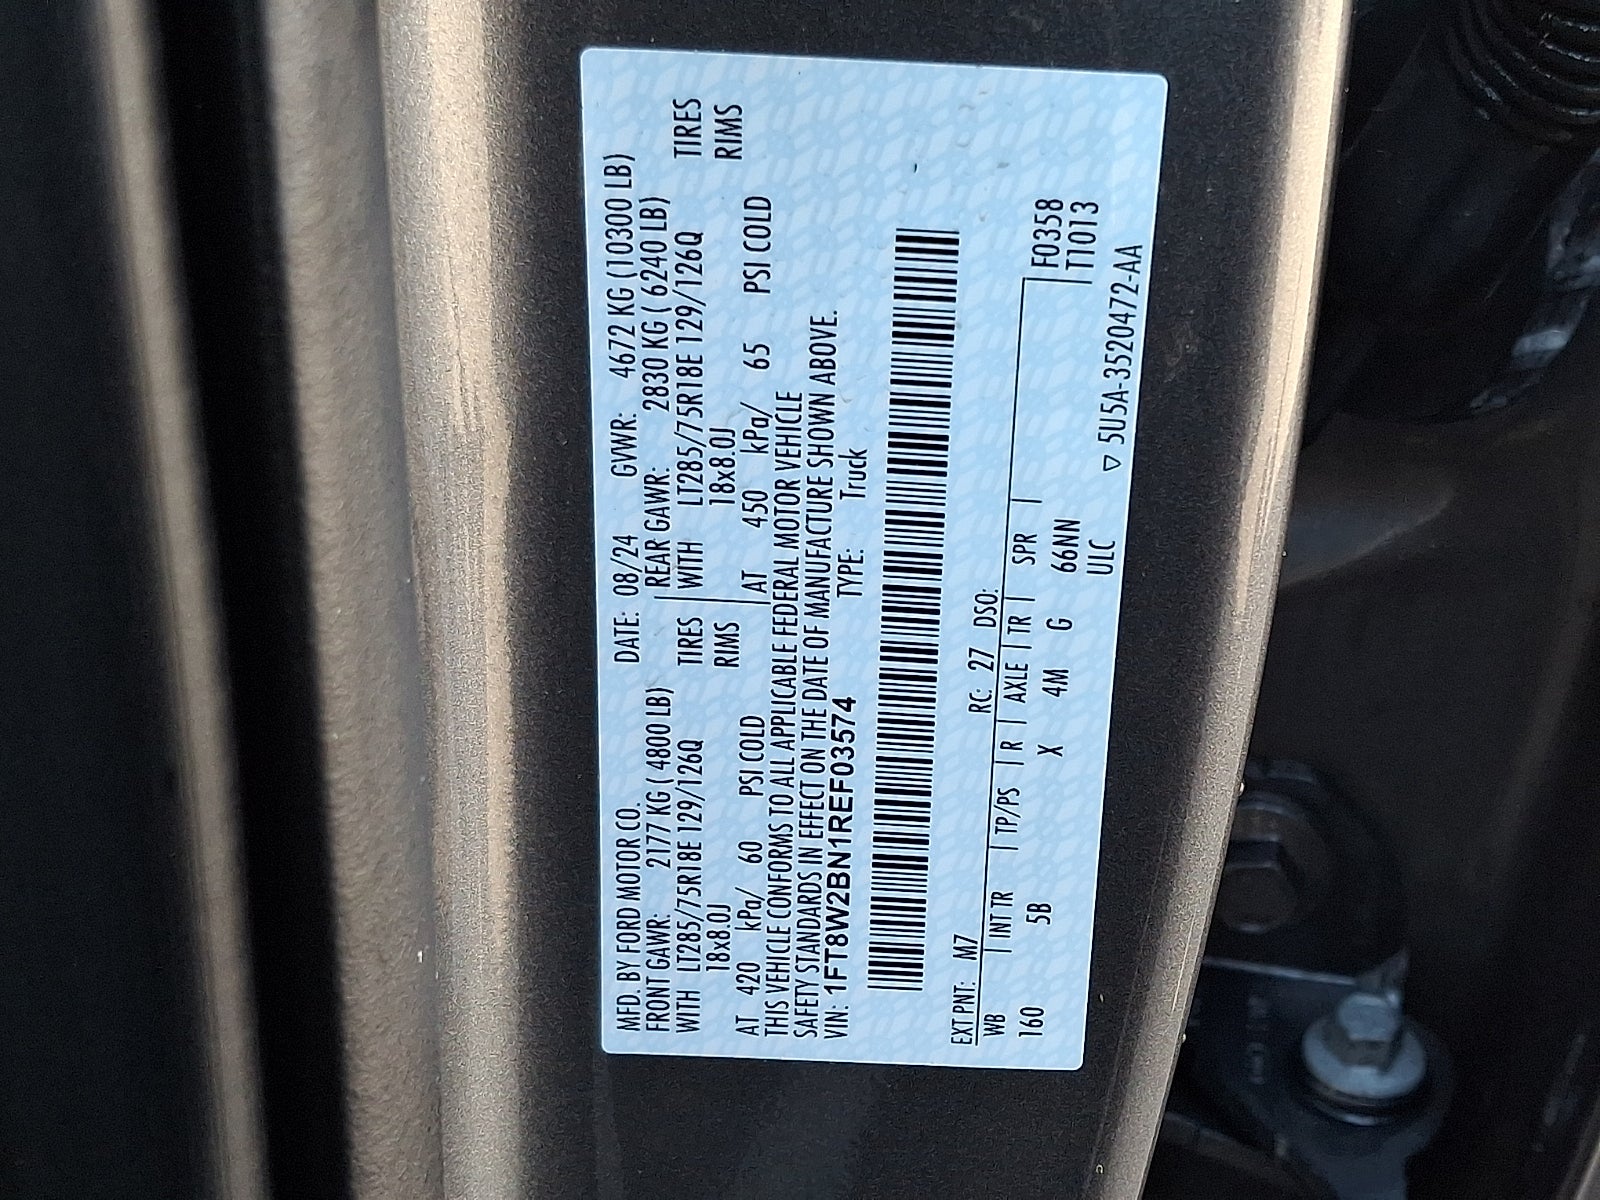 MFD. BY FORD MOTOR CO. DATE: 08/24 GVWR: 4672 KG (10300 LB)
FRONT GAWR: 2177 KG ( 4800 LB) REAR GAWR: 2830 KG ( 6240 LB)
WITH LT285/75R18E 129/126Q TIRES WITH LT285/75R18E 129/126Q TIRES
18x8.0J RIMS 18x8.0J RIMS
AT 420 kPa/ 60 PSI COLD AT 450 kPa/ 65 PSI COLD
THIS VEHICLE CONFORMS TO ALL APPLICABLE FEDERAL MOTOR VEHICLE
SAFETY STANDARDS IN EFFECT ON THE DATE OF MANUFACTURE SHOWN ABOVE.
VIN: 1FT8W2BN1REF03574 TYPE: Truck
EXT PNT: M7 RC: 27 DSO:
WB | INT TR | TP/PS | R | AXLE | TR | SPR | F0358
160 5B X 4M G 66NN T1013
ULC
▽ 5U5A-3520472-AA